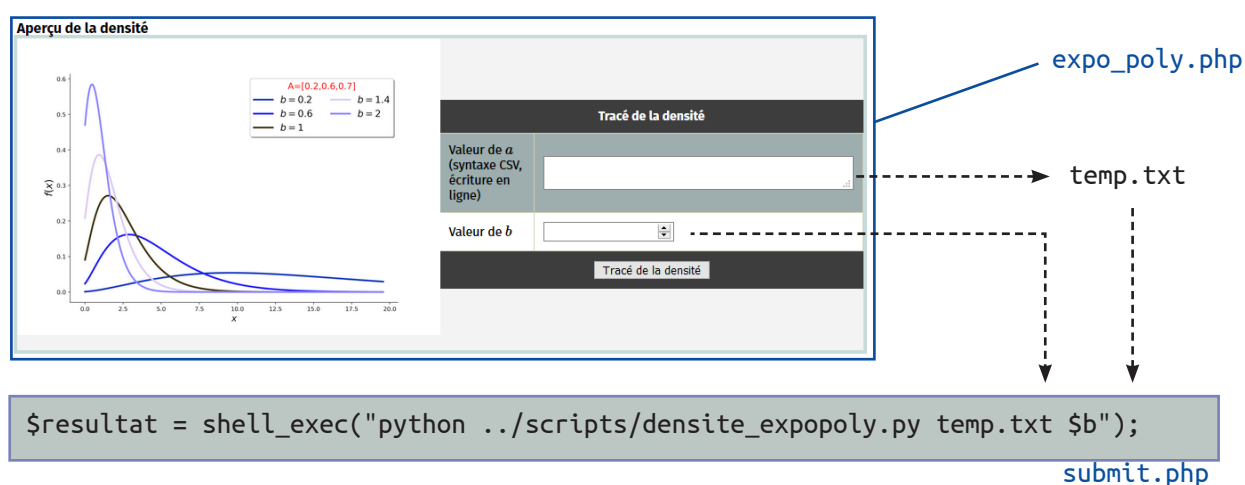 Aperçu de la densité
expo_poly.php
A=[0.2,0.6,0.7]
b = 0.2
b = 1.4
b = 0.6
b = 2
b = 1
0.6
0.5
0.4
0.3
0.2
0.1
0.0
f(x)
0.0 2.5 5.0 7.5 10.0 12.5 15.0 17.5 20.0
x
Tracé de la densité
Valeur de a
(syntaxe CSV,
écriture en
ligne)
temp.txt
Valeur de b
Tracé de la densité
$resultat = shell_exec("python ../scripts/densite_expopoly.py temp.txt $b");
submit.php